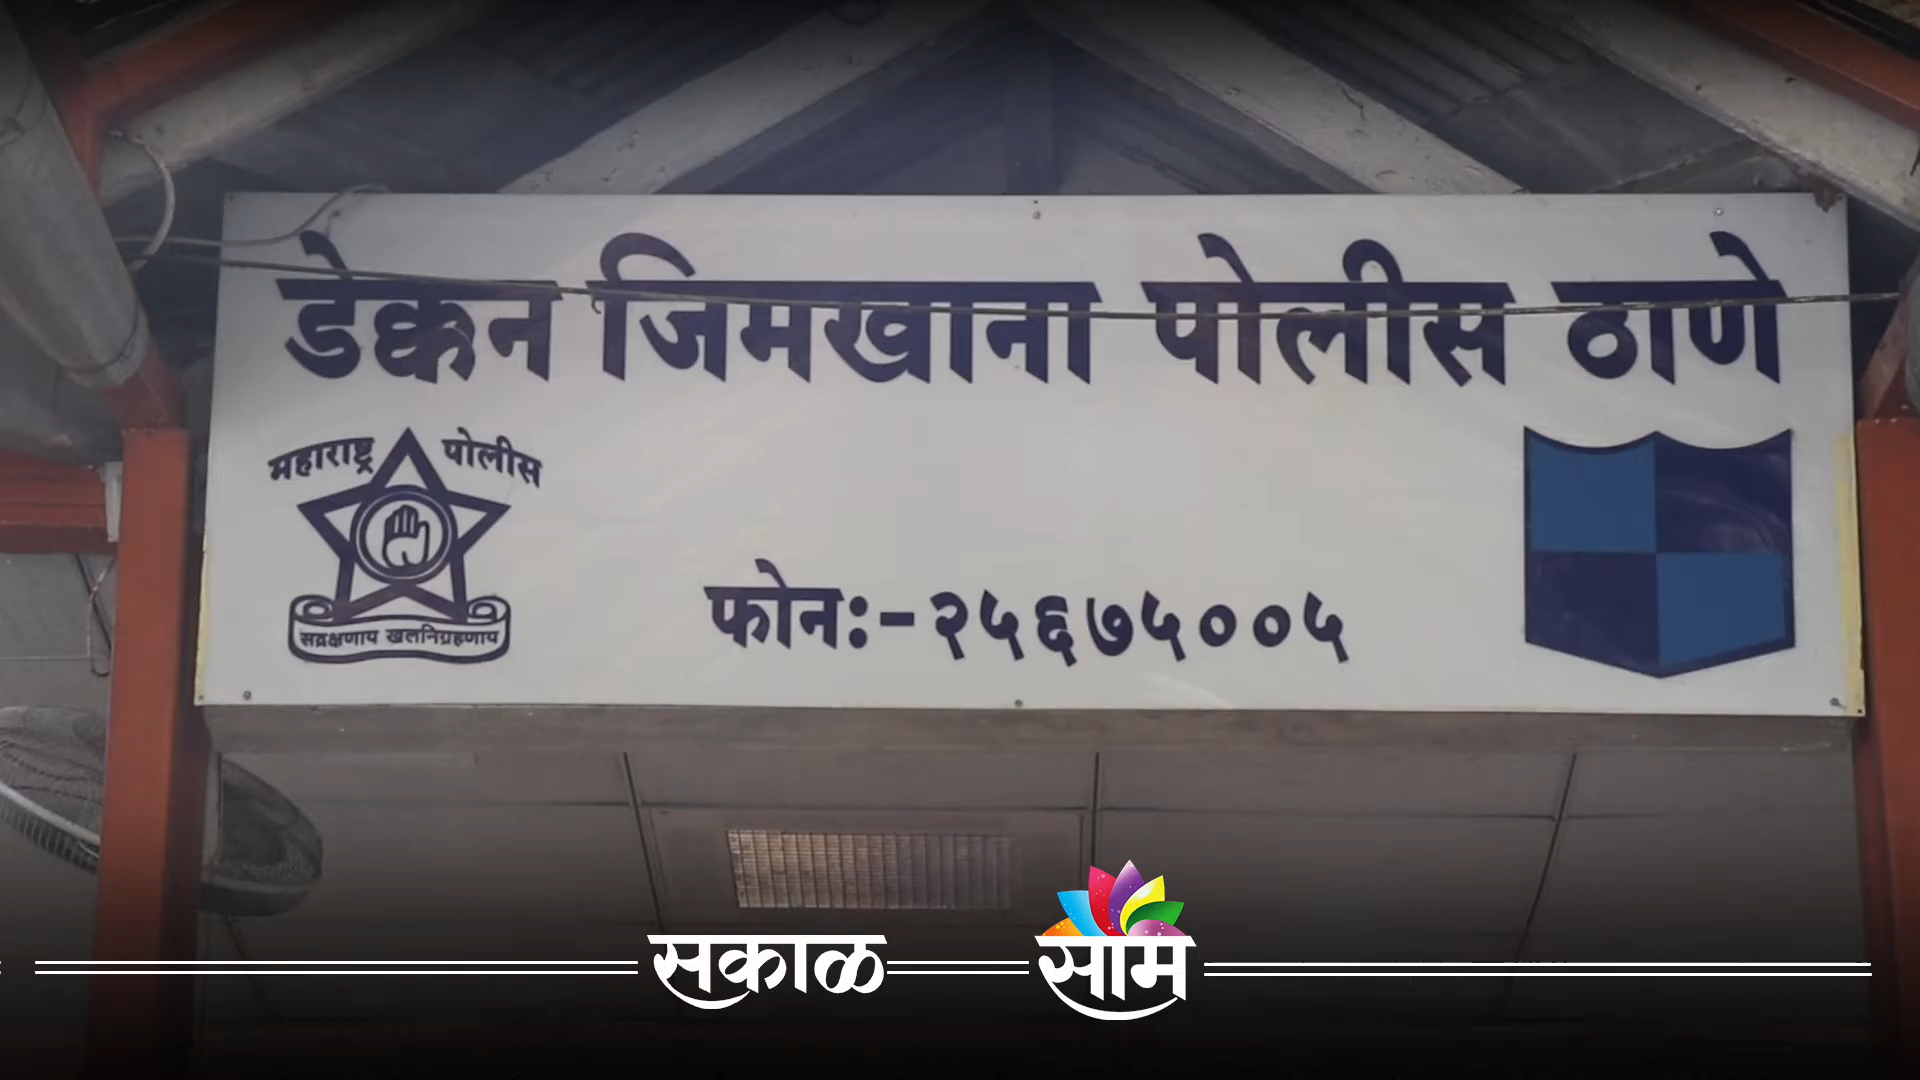 डेक्कन जिमखाना पोलीस ठाणे
महाराष्ट्र पोलीस
सद्रक्षणाय खलनिग्रहणाय
फोन:-२५६७५००५
सकाळ साम